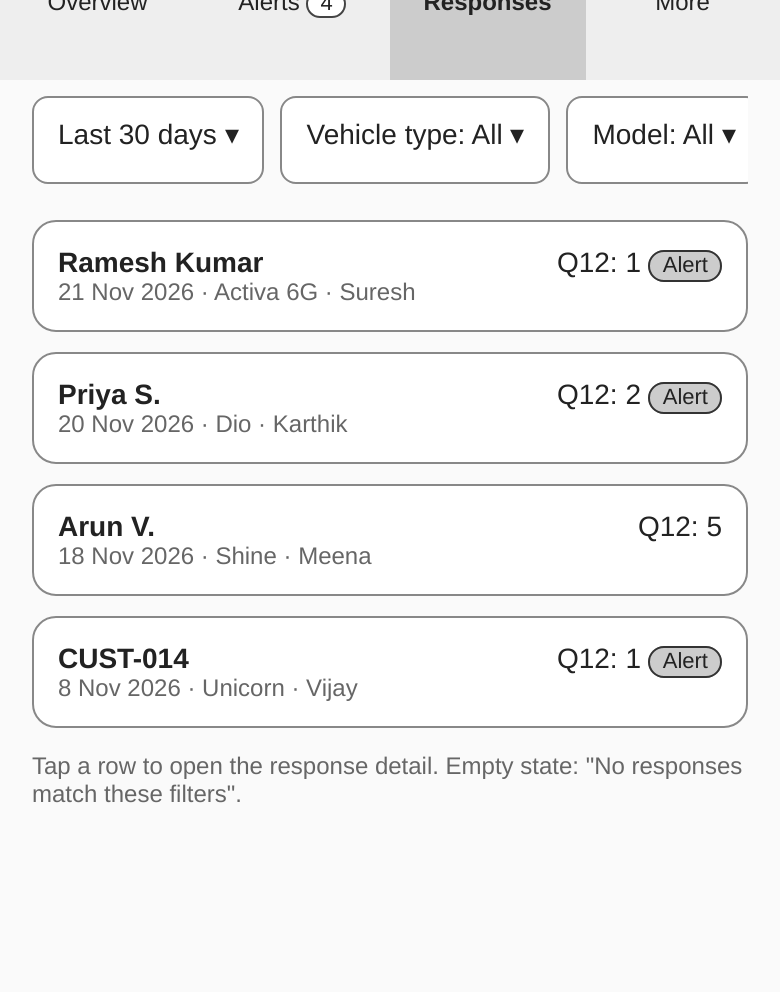 Overview Alerts 4 Responses More
Last 30 days ▾ Vehicle type: All ▾ Model: All ▾
Ramesh Kumar Q12: 1 Alert
21 Nov 2026 · Activa 6G · Suresh
Priya S. Q12: 2 Alert
20 Nov 2026 · Dio · Karthik
Arun V. Q12: 5
18 Nov 2026 · Shine · Meena
CUST-014 Q12: 1 Alert
8 Nov 2026 · Unicorn · Vijay
Tap a row to open the response detail. Empty state: "No responses
match these filters".